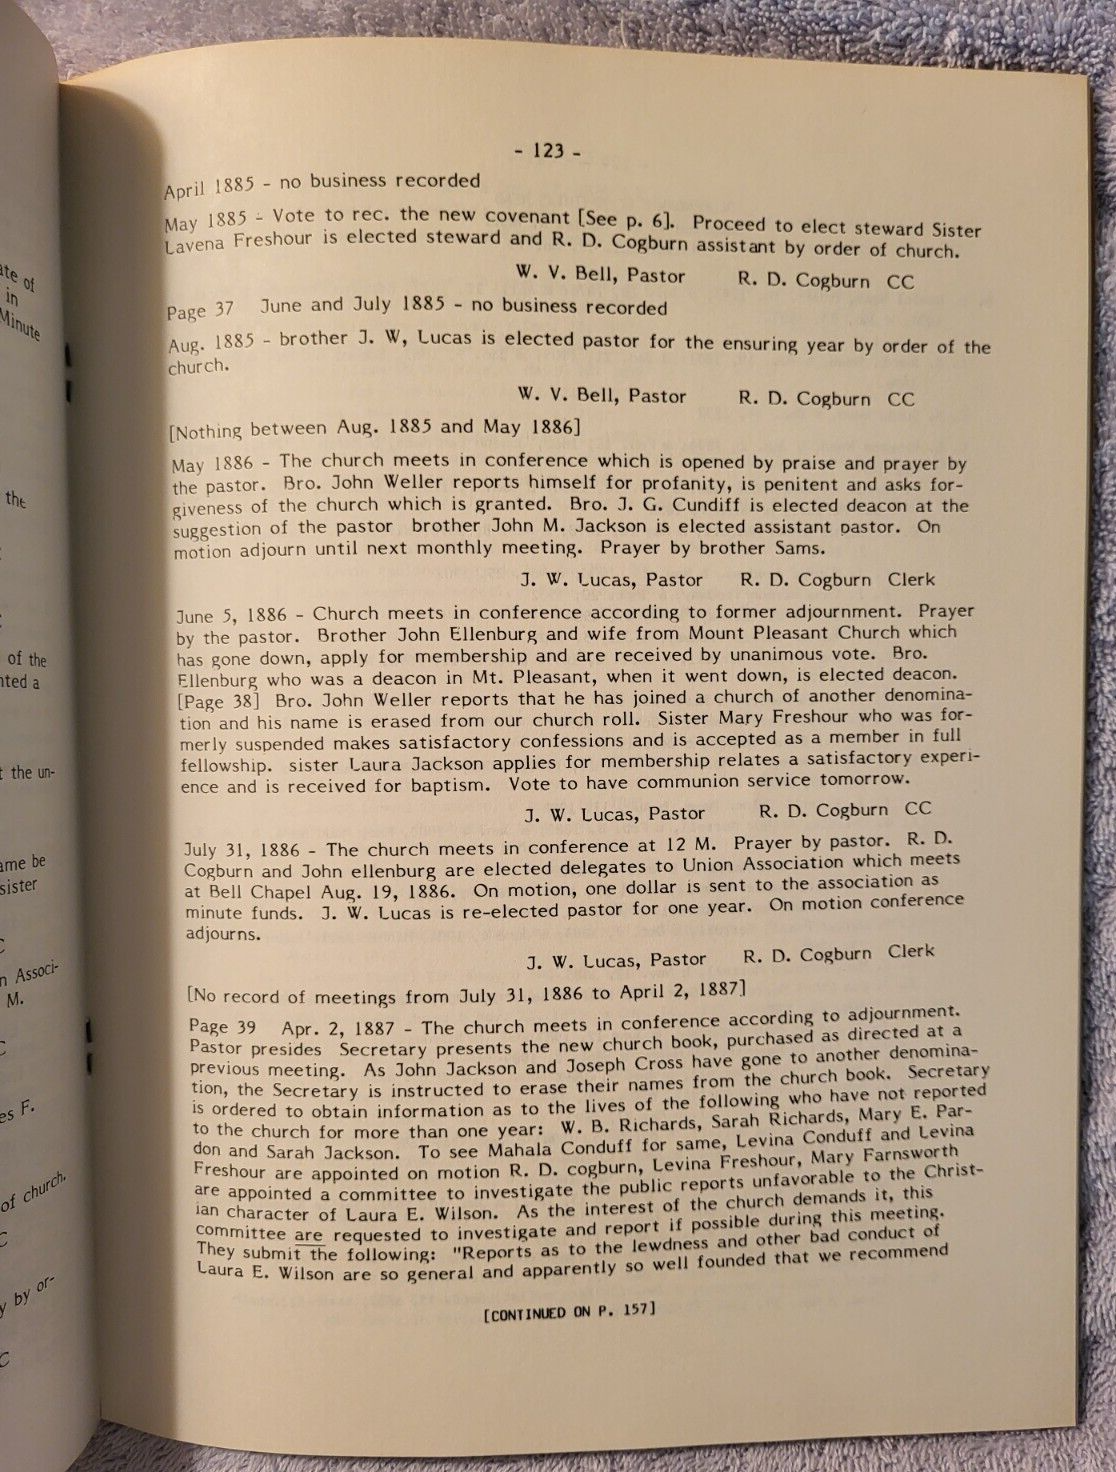 ate of
in
Minute
the
of the
nted a
t the un-
ame be
sister
n Associ-
M.
es F.
of church.
y by or-
- 123 -
April 1885 - no business recorded
May 1885 - Vote to rec. the new covenant [See p. 6]. Proceed to elect steward Sister
Lavena Freshour is elected steward and R. D. Cogburn assistant by order of church.
W. V. Bell, Pastor R. D. Cogburn CC
Page 37 June and July 1885 - no business recorded
Aug. 1885 - brother J. W, Lucas is elected pastor for the ensuring year by order of the
church.
W. V. Bell, Pastor R. D. Cogburn CC
[Nothing between Aug. 1885 and May 1886]
May 1886 - The church meets in conference which is opened by praise and prayer by
the pastor. Bro. John Weller reports himself for profanity, is penitent and asks for-
giveness of the church which is granted. Bro. J. G. Cundiff is elected deacon at the
suggestion of the pastor brother John M. Jackson is elected assistant pastor. On
motion adjourn until next monthly meeting. Prayer by brother Sams.
J. W. Lucas, Pastor R. D. Cogburn Clerk
June 5, 1886 - Church meets in conference according to former adjournment. Prayer
by the pastor. Brother John Ellenburg and wife from Mount Pleasant Church which
has gone down, apply for membership and are received by unanimous vote. Bro.
Ellenburg who was a deacon in Mt. Pleasant, when it went down, is elected deacon.
[Page 38] Bro. John Weller reports that he has joined a church of another denomina-
tion and his name is erased from our church roll. Sister Mary Freshour who was for-
merly suspended makes satisfactory confessions and is accepted as a member in full
fellowship. sister Laura Jackson applies for membership relates a satisfactory experi-
ence and is received for baptism. Vote to have communion service tomorrow.
J. W. Lucas, Pastor R. D. Cogburn CC
July 31, 1886 - The church meets in conference at 12 M. Prayer by pastor. R. D.
Cogburn and John ellenburg are elected delegates to Union Association which meets
at Bell Chapel Aug. 19, 1886. On motion, one dollar is sent to the association as
minute funds. J. W. Lucas is re-elected pastor for one year. On motion conference
adjourns.
J. W. Lucas, Pastor R. D. Cogburn Clerk
[No record of meetings from July 31, 1886 to April 2, 1887]
Page 39 Apr. 2, 1887 - The church meets in conference according to adjournment.
Pastor presides Secretary presents the new church book, purchased as directed at a
previous meeting. As John Jackson and Joseph Cross have gone to another denomina-
tion, the Secretary is instructed to erase their names from the church book. Secretary
is ordered to obtain information as to the lives of the following who have not reported
to the church for more than one year: W. B. Richards, Sarah Richards, Mary E. Par-
don and Sarah Jackson. To see Mahala Conduff for same, Levina Conduff and Levina
Freshour are appointed on motion R. D. cogburn, Levina Freshour, Mary Farnsworth
are appointed a committee to investigate the public reports unfavorable to the Christ-
ian character of Laura E. Wilson. As the interest of the church demands it, this
committee are requested to investigate and report if possible during this meeting.
They submit the following: "Reports as to the lewdness and other bad conduct of
Laura E. Wilson are so general and apparently so well founded that we recommend
[CONTINUED ON P. 157]